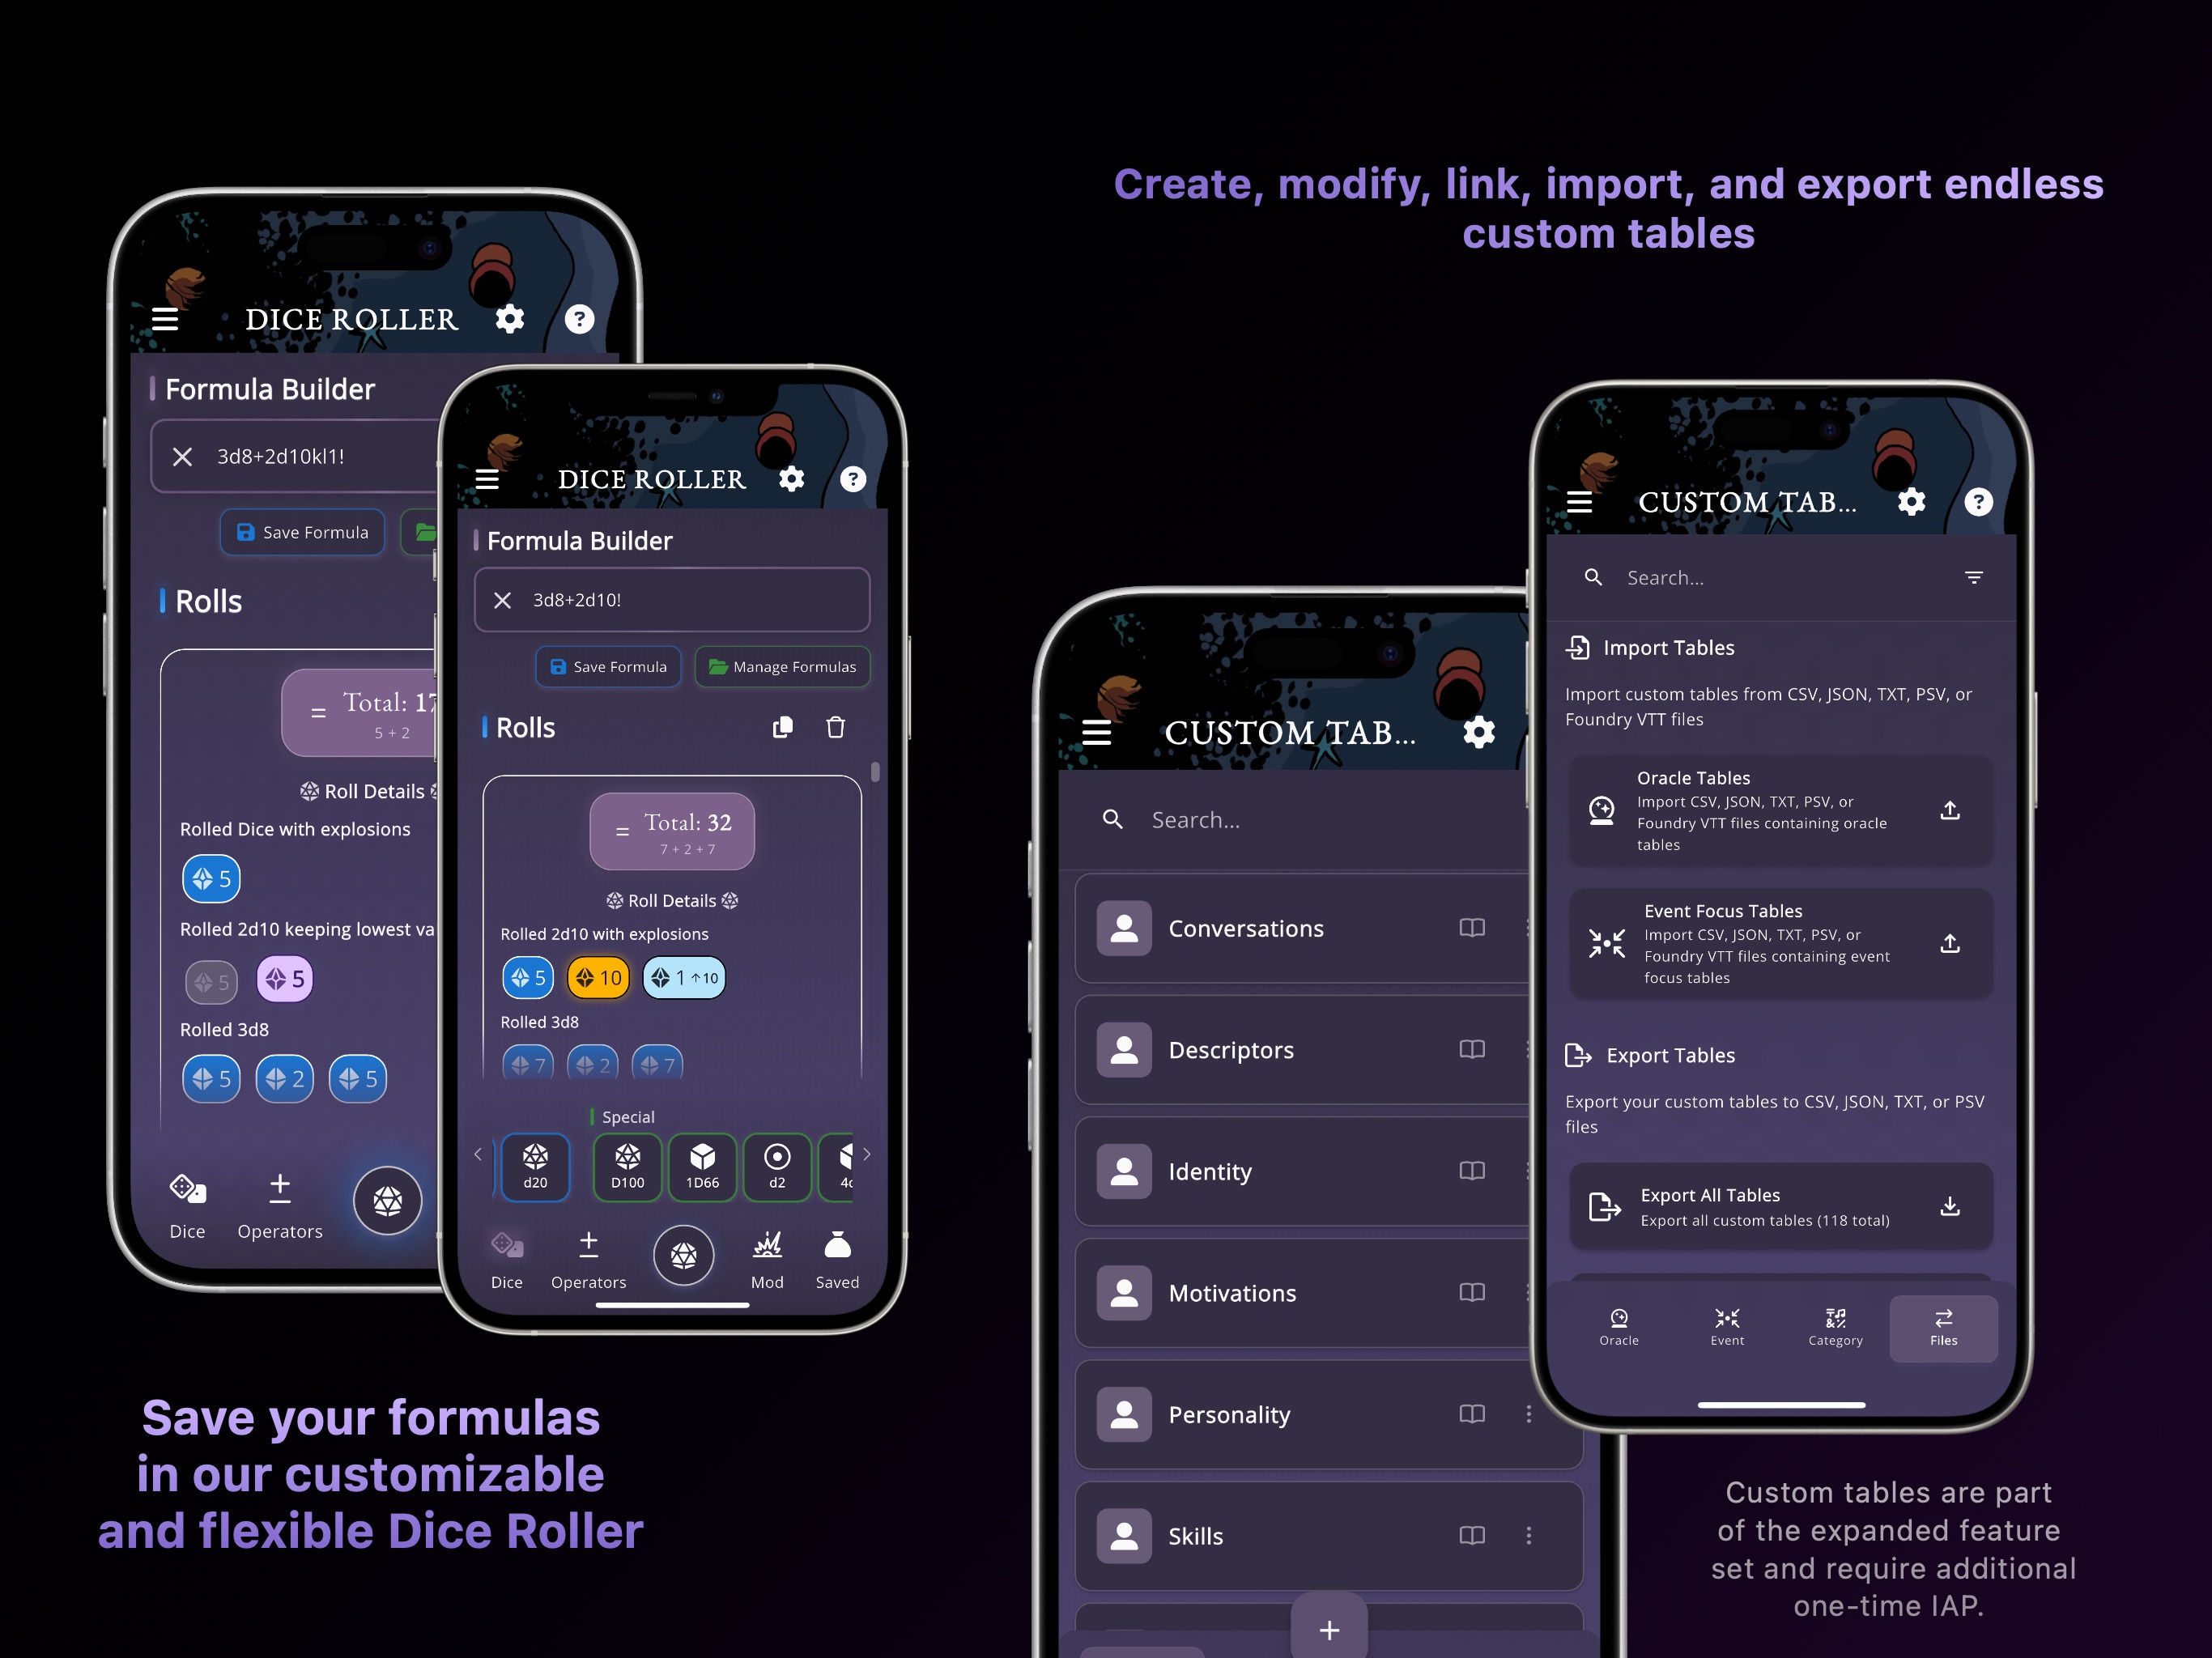 Create, modify, link, import, and export endless
custom tables
DICE ROLLER
Formula Builder
3d8+2d10kl1!
Save Formula
Rolls
Total: 17
5 + 2
Roll Details
Rolled Dice with explosions
5
Rolled 2d10 keeping lowest
5
5
Rolled 3d8
5
2
5
Dice
Operators
DICE ROLLER
Formula Builder
3d8+2d10!
Save Formula
Manage Formulas
Rolls
Total: 32
7 + 2 + 7
Roll Details
Rolled 2d10 with explosions
5
10
1 ↑10
Rolled 3d8
7
2
7
Special
d20
D100
1D66
d2
Dice
Operators
Mod
Saved
Save your formulas
in our customizable
and flexible Dice Roller
CUSTOM TAB...
Search...
Conversations
Descriptors
Identity
Motivations
Personality
Skills
+
CUSTOM TAB...
Search...
Import Tables
Import custom tables from CSV, JSON, TXT, PSV, or
Foundry VTT files
Oracle Tables
Import CSV, JSON, TXT, PSV, or
Foundry VTT files containing oracle
tables
Event Focus Tables
Import CSV, JSON, TXT, PSV, or
Foundry VTT files containing event
focus tables
Export Tables
Export your custom tables to CSV, JSON, TXT, or PSV
files
Export All Tables
Export all custom tables (118 total)
Oracle
Event
Category
Files
Custom tables are part
of the expanded feature
set and require additional
one-time IAP.